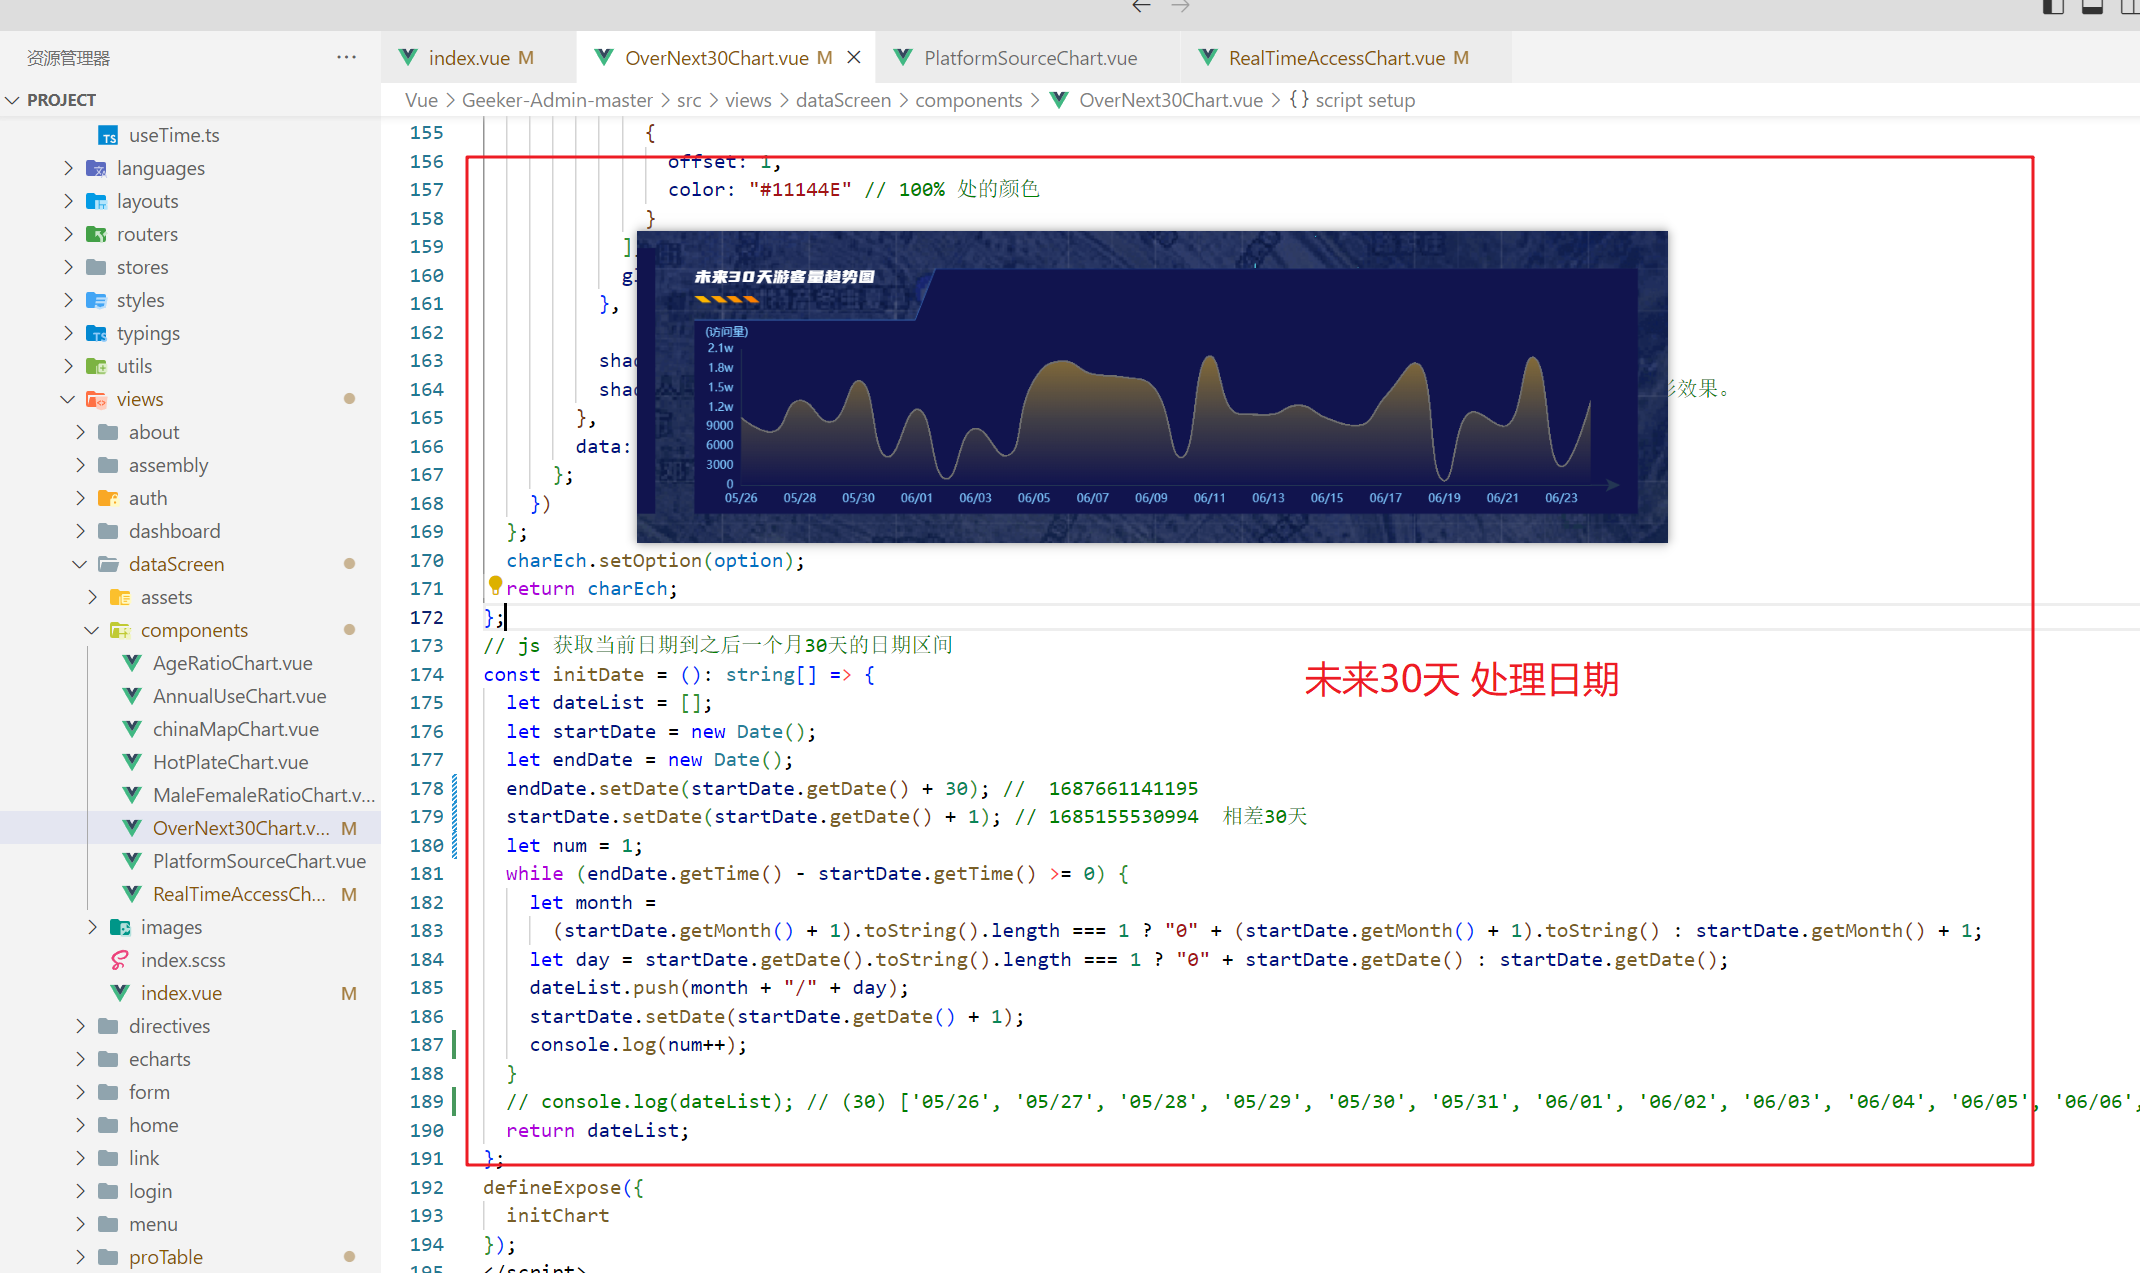 资源管理器 ···
index.vue M
OverNext30Chart.vue M
PlatformSourceChart.vue
RealTimeAccessChart.vue M
PROJECT
Vue > Geeker-Admin-master > src > views > dataScreen > components > OverNext30Chart.vue > {} script setup
useTime.ts
languages
layouts
routers
stores
styles
typings
utils
views
about
assembly
auth
dashboard
dataScreen
assets
components
AgeRatioChart.vue
AnnualUseChart.vue
chinaMapChart.vue
HotPlateChart.vue
MaleFemaleRatioChart.v...
OverNext30Chart.v... M
PlatformSourceChart.vue
RealTimeAccessCh... M
images
index.scss
index.vue M
directives
echarts
form
home
link
login
menu
proTable
155 {
156 offset: 1,
157 color: "#11144E" // 100% 处的颜色
158 }
159 ]
160 gl
161 },
162
163 shad
164 shad 影效果。
165 },
166 data:
167 };
168 })
169 };
170 charEch.setOption(option);
171 return charEch;
172 };
173 // js 获取当前日期到之后一个月30天的日期区间
174 const initDate = (): string[] => {
175 let dateList = [];
176 let startDate = new Date();
177 let endDate = new Date();
178 endDate.setDate(startDate.getDate() + 30); // 1687661141195
179 startDate.setDate(startDate.getDate() + 1); // 1685155530994 相差30天
180 let num = 1;
181 while (endDate.getTime() - startDate.getTime() >= 0) {
182 let month =
183 (startDate.getMonth() + 1).toString().length === 1 ? "0" + (startDate.getMonth() + 1).toString() : startDate.getMonth() + 1;
184 let day = startDate.getDate().toString().length === 1 ? "0" + startDate.getDate() : startDate.getDate();
185 dateList.push(month + "/" + day);
186 startDate.setDate(startDate.getDate() + 1);
187 console.log(num++);
188 }
189 // console.log(dateList); // (30) ['05/26', '05/27', '05/28', '05/29', '05/30', '05/31', '06/01', '06/02', '06/03', '06/04', '06/05', '06/06',
190 return dateList;
191 };
192 defineExpose({
193 initChart
194 });
195 </script>
未来30天游客量趋势图
(访问量)
2.1w
1.8w
1.5w
1.2w
9000
6000
3000
0
05/26 05/28 05/30 06/01 06/03 06/05 06/07 06/09 06/11 06/13 06/15 06/17 06/19 06/21 06/23
未来30天 处理日期